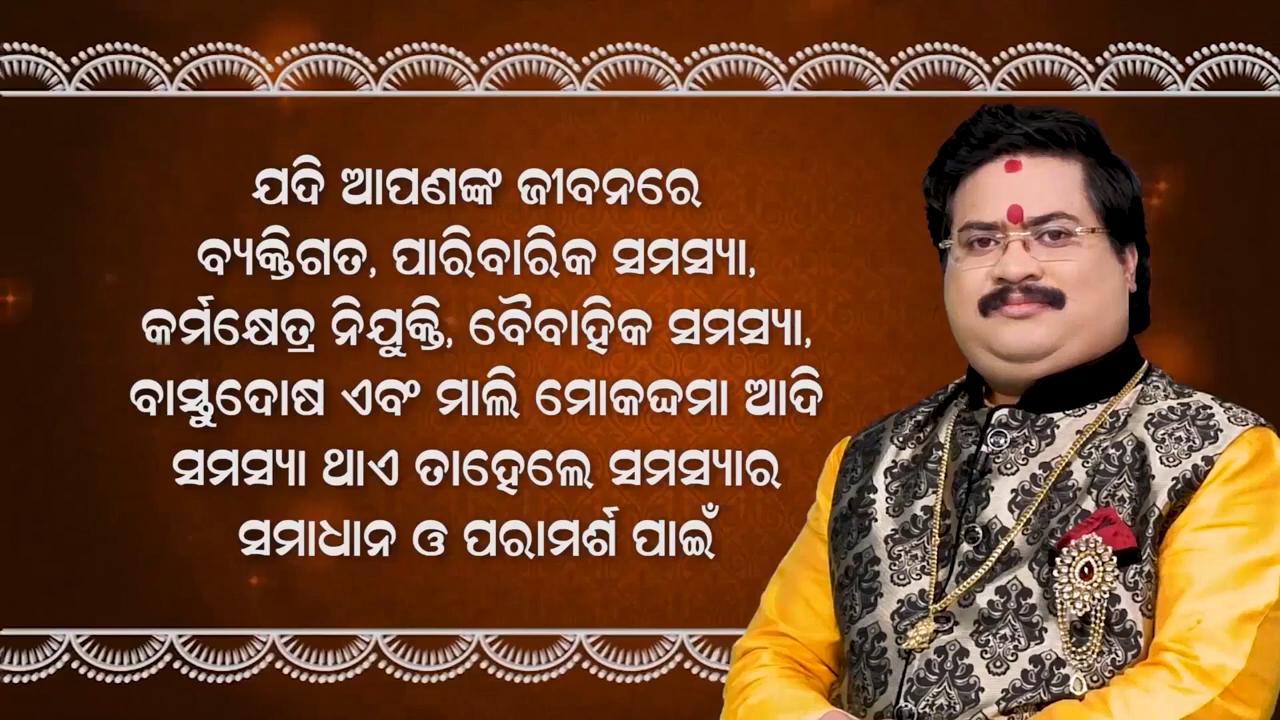 ଯଦି ଆପଣଙ୍କ ଜୀବନରେ
ବ୍ୟକ୍ତିଗତ, ପାରିବାରିକ ସମସ୍ୟା,
କର୍ମକ୍ଷେତ୍ର ନିଯୁକ୍ତି, ବୈବାହିକ ସମସ୍ୟା,
ବାସ୍ତୁଦୋଷ ଏବଂ ମାଲି ମୋକଦ୍ଦମା ଆଦି
ସମସ୍ୟା ଥାଏ ତାହେଲେ ସମସ୍ୟାର
ସମାଧାନ ଓ ପରାମର୍ଶ ପାଇଁ